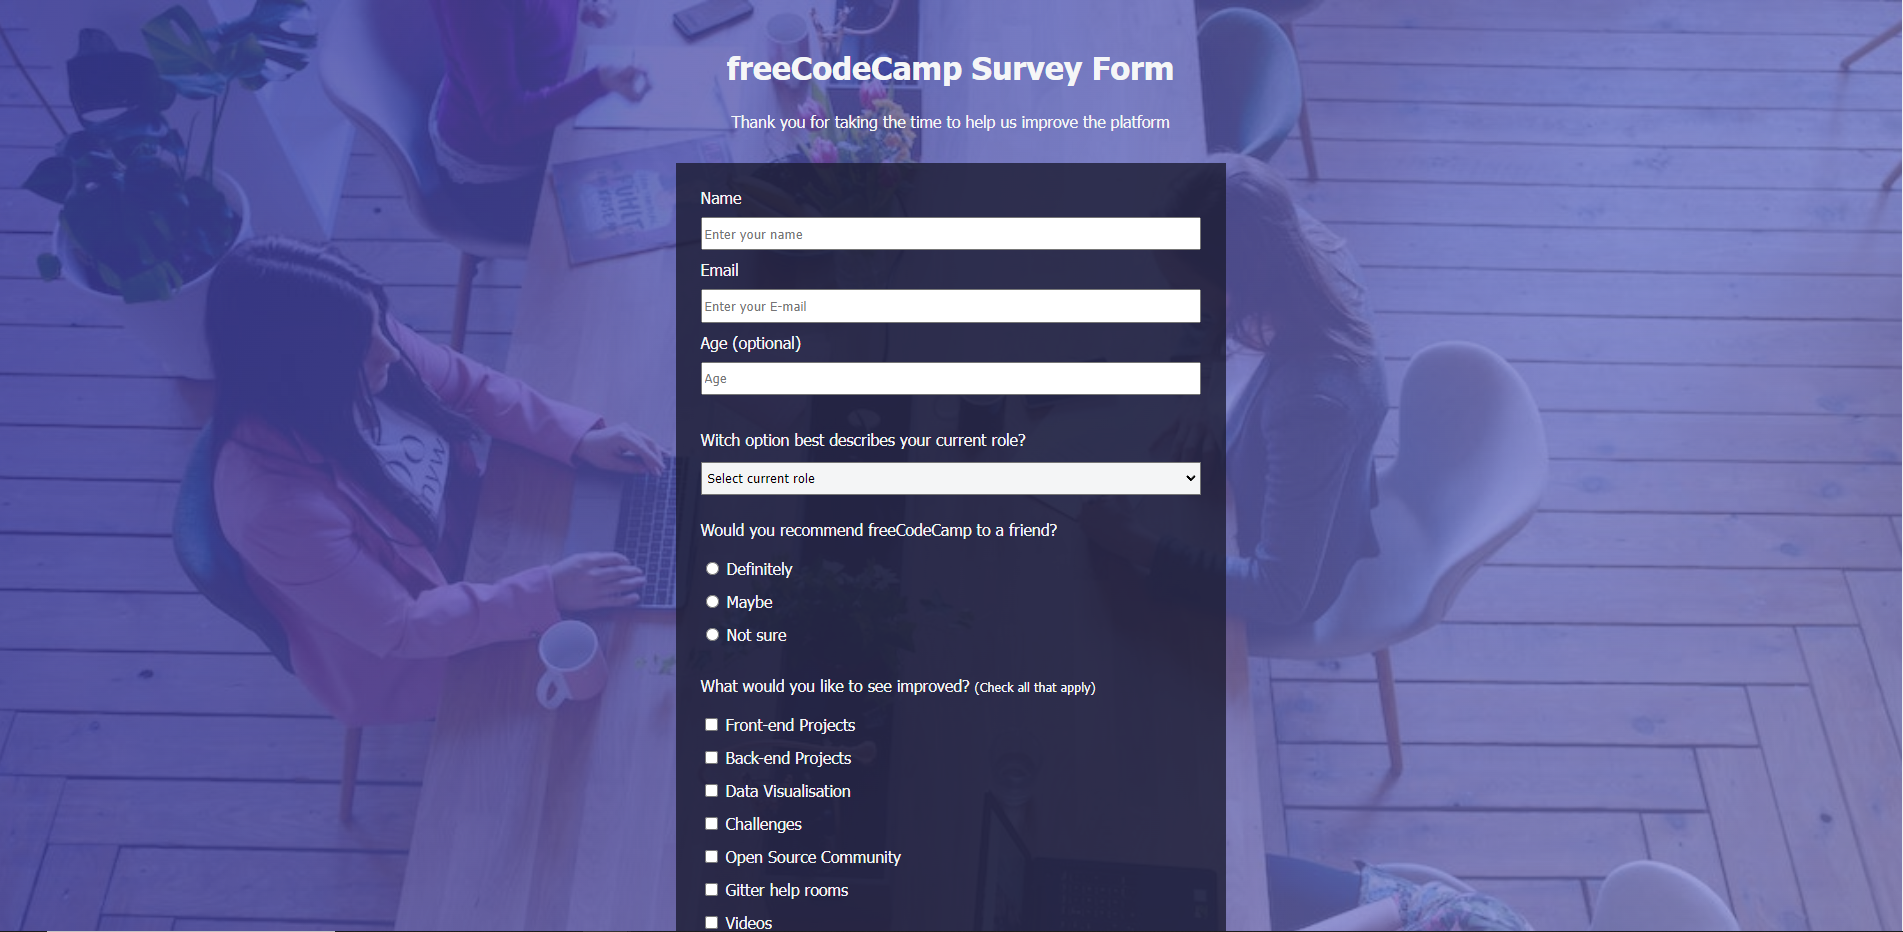 freeCodeCamp Survey Form
Thank you for taking the time to help us improve the platform
Name
Enter your name
Email
Enter your E-mail
Age (optional)
Age
Witch option best describes your current role?
Select current role
Would you recommend freeCodeCamp to a friend?
Definitely
Maybe
Not sure
What would you like to see improved? (Check all that apply)
Front-end Projects
Back-end Projects
Data Visualisation
Challenges
Open Source Community
Gitter help rooms
Videos